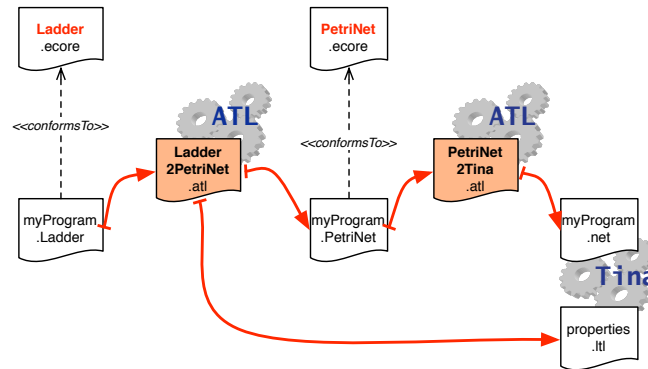 Ladder
.ecore
PetriNet
.ecore
ATL
ATL
<<conformsTo>>
<<conformsTo>>
Ladder
2PetriNet
.atl
PetriNet
2Tina
.atl
myProgram
.Ladder
myProgram
.PetriNet
myProgram
.net
Tina
properties
.ltl